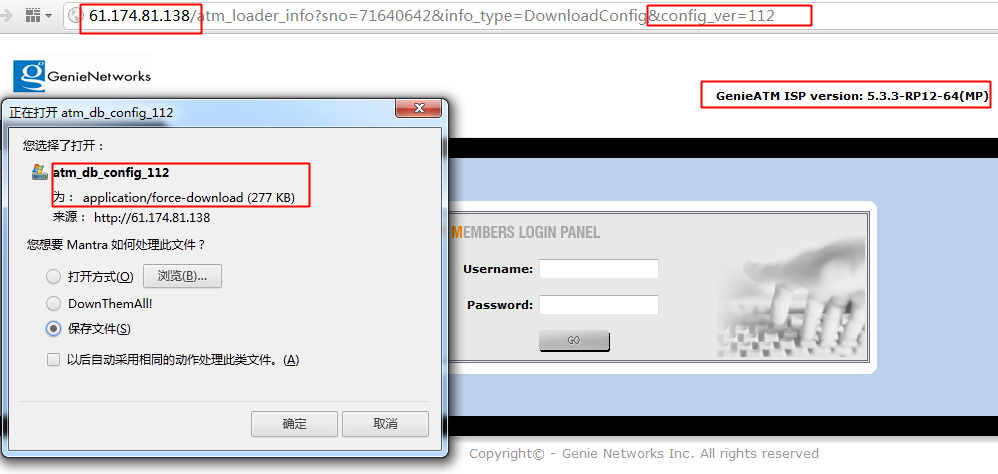 61.174.81.138/atm_loader_info?sno=71640642&info_type=DownloadConfig&config_ver=112
g GenieNetworks
GenieATM ISP version: 5.3.3-RP12-64(MP)
正在打开 atm_db_config_112
您选择了打开：
atm_db_config_112
为： application/force-download (277 KB)
来源： http://61.174.81.138
您想要 Mantra 如何处理此文件？
打开方式(O) 浏览(B)...
DownThemAll!
保存文件(S)
以后自动采用相同的动作处理此类文件。(A)
确定 取消
MEMBERS LOGIN PANEL
Username:
Password:
GO
Copyright© - Genie Networks Inc. All rights reserved